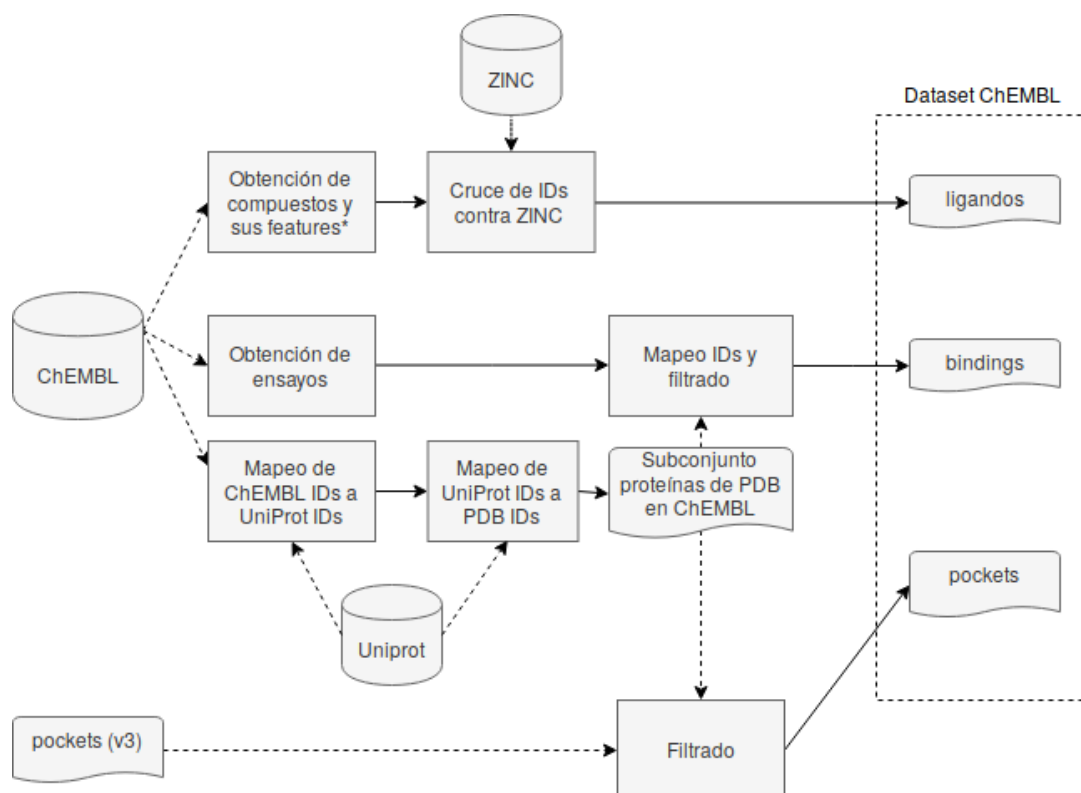 ZINC
Dataset ChEMBL
Obtención de
compuestos y
sus features*
Cruce de IDs
contra ZINC
ligandos
ChEMBL
Obtención de
ensayos
Mapeo IDs y
filtrado
bindings
Mapeo de
ChEMBL IDs a
UniProt IDs
Mapeo de
UniProt IDs a
PDB IDs
Subconjunto
proteínas de PDB
en ChEMBL
pockets
Uniprot
pockets (v3)
Filtrado